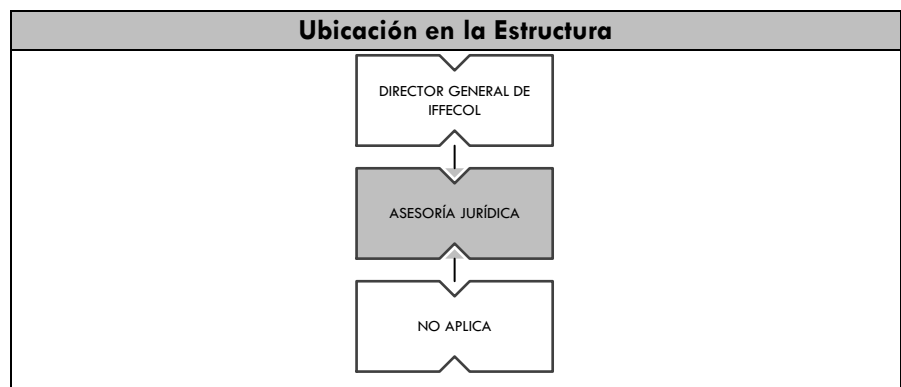 Ubicación en la Estructura
DIRECTOR GENERAL DE
IFFECOL
ASESORÍA JURÍDICA
NO APLICA